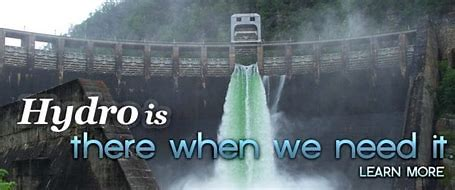 Hydro is
there when we need it.
LEARN MORE